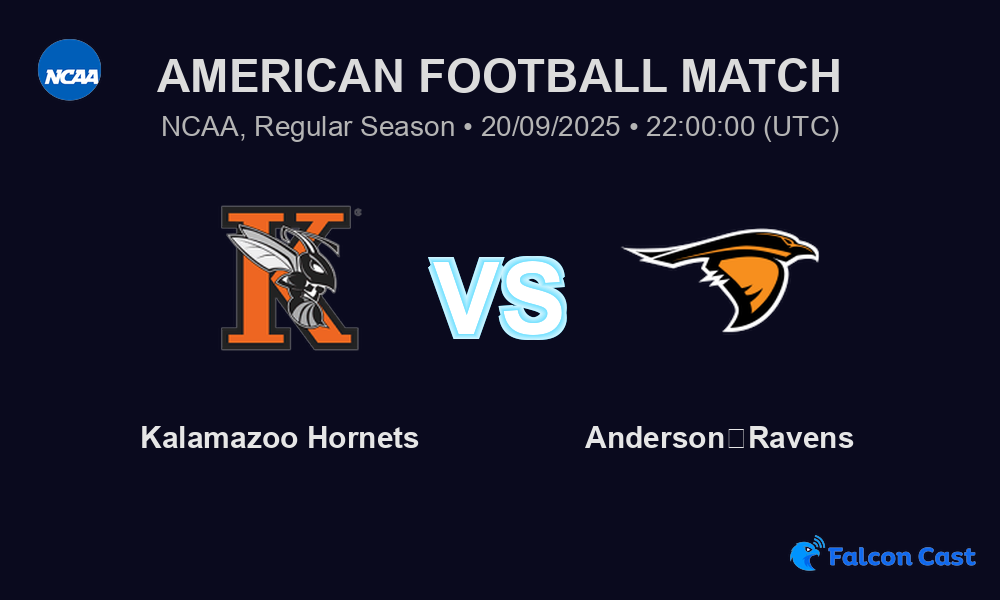 NCAA
AMERICAN FOOTBALL MATCH
NCAA, Regular Season • 20/09/2025 • 22:00:00 (UTC)
K
®
VS
Kalamazoo Hornets
Anderson□Ravens
Falcon Cast